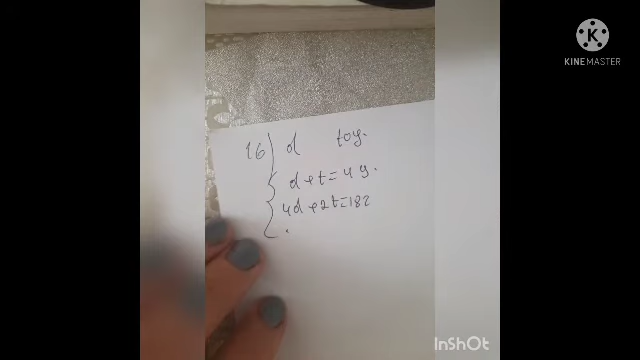 K
KINEMASTER
16) d toy.
d+t=49.
4d+2t=182
InShOt